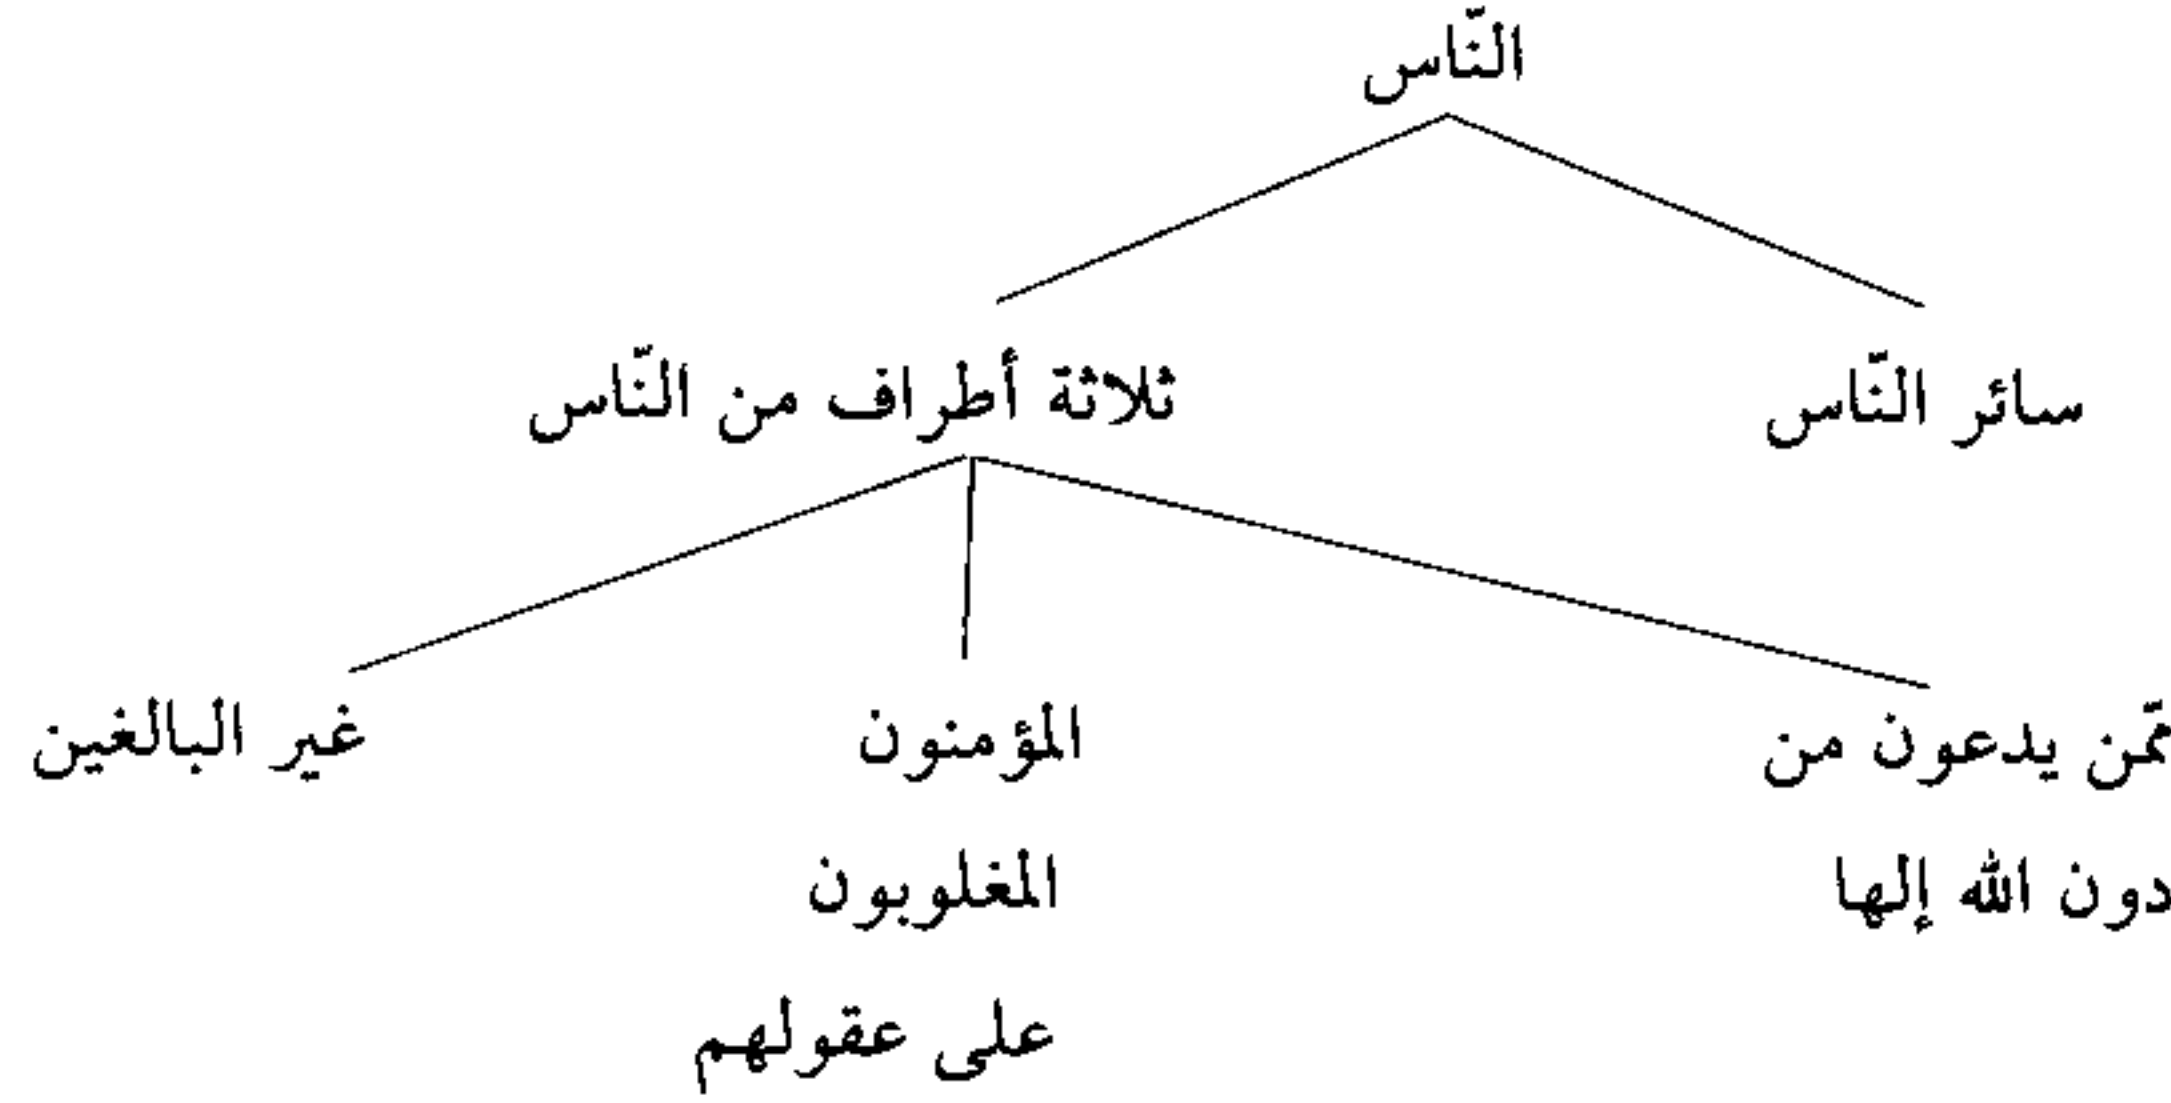 النّاس
سائر النّاس
ثلاثة أطراف من النّاس
ممّن يدعون من
دون الله إلها
المؤمنون
المغلوبون
على عقولهم
غير البالغين